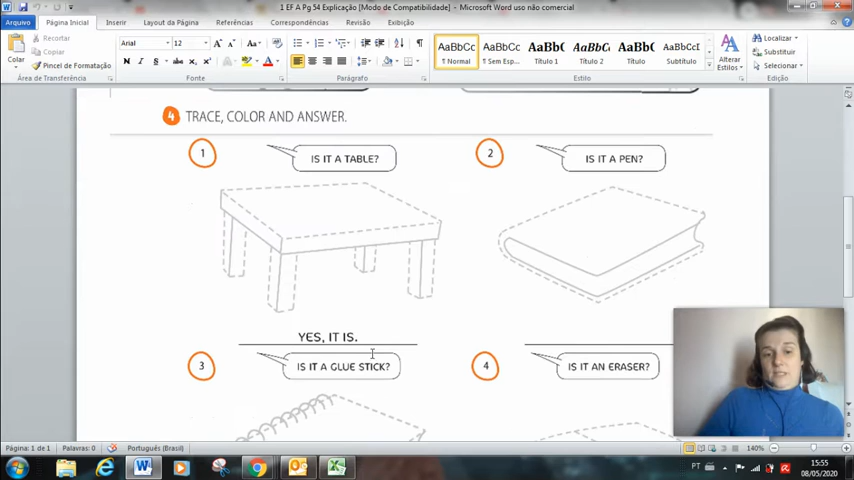 1 EF A Pg 54 Explicação [Modo de Compatibilidade] - Microsoft Word uso não comercial
Arquivo Página Inicial Inserir Layout da Página Referências Correspondências Revisão Exibição
Colar
Recortar
Copiar
Pincel de Formatação
Área de Transferência
Arial 12
Fonte
Parágrafo
AaBbCc AaBbCc AaBbC AaBbCc AaBbC AaBbCc
¶ Normal ¶ Sem Esp... Título 1 Título 2 Título Subtítulo
Alterar Estilos
Estilo
Localizar
Substituir
Selecionar
Edição
4 TRACE, COLOR AND ANSWER.
1 IS IT A TABLE?
2 IS IT A PEN?
YES, IT IS.
3 IS IT A GLUE STICK?
4 IS IT AN ERASER?
Página: 1 de 1 Palavras: 0 Português (Brasil) 140%
PT 15:55
08/05/2020